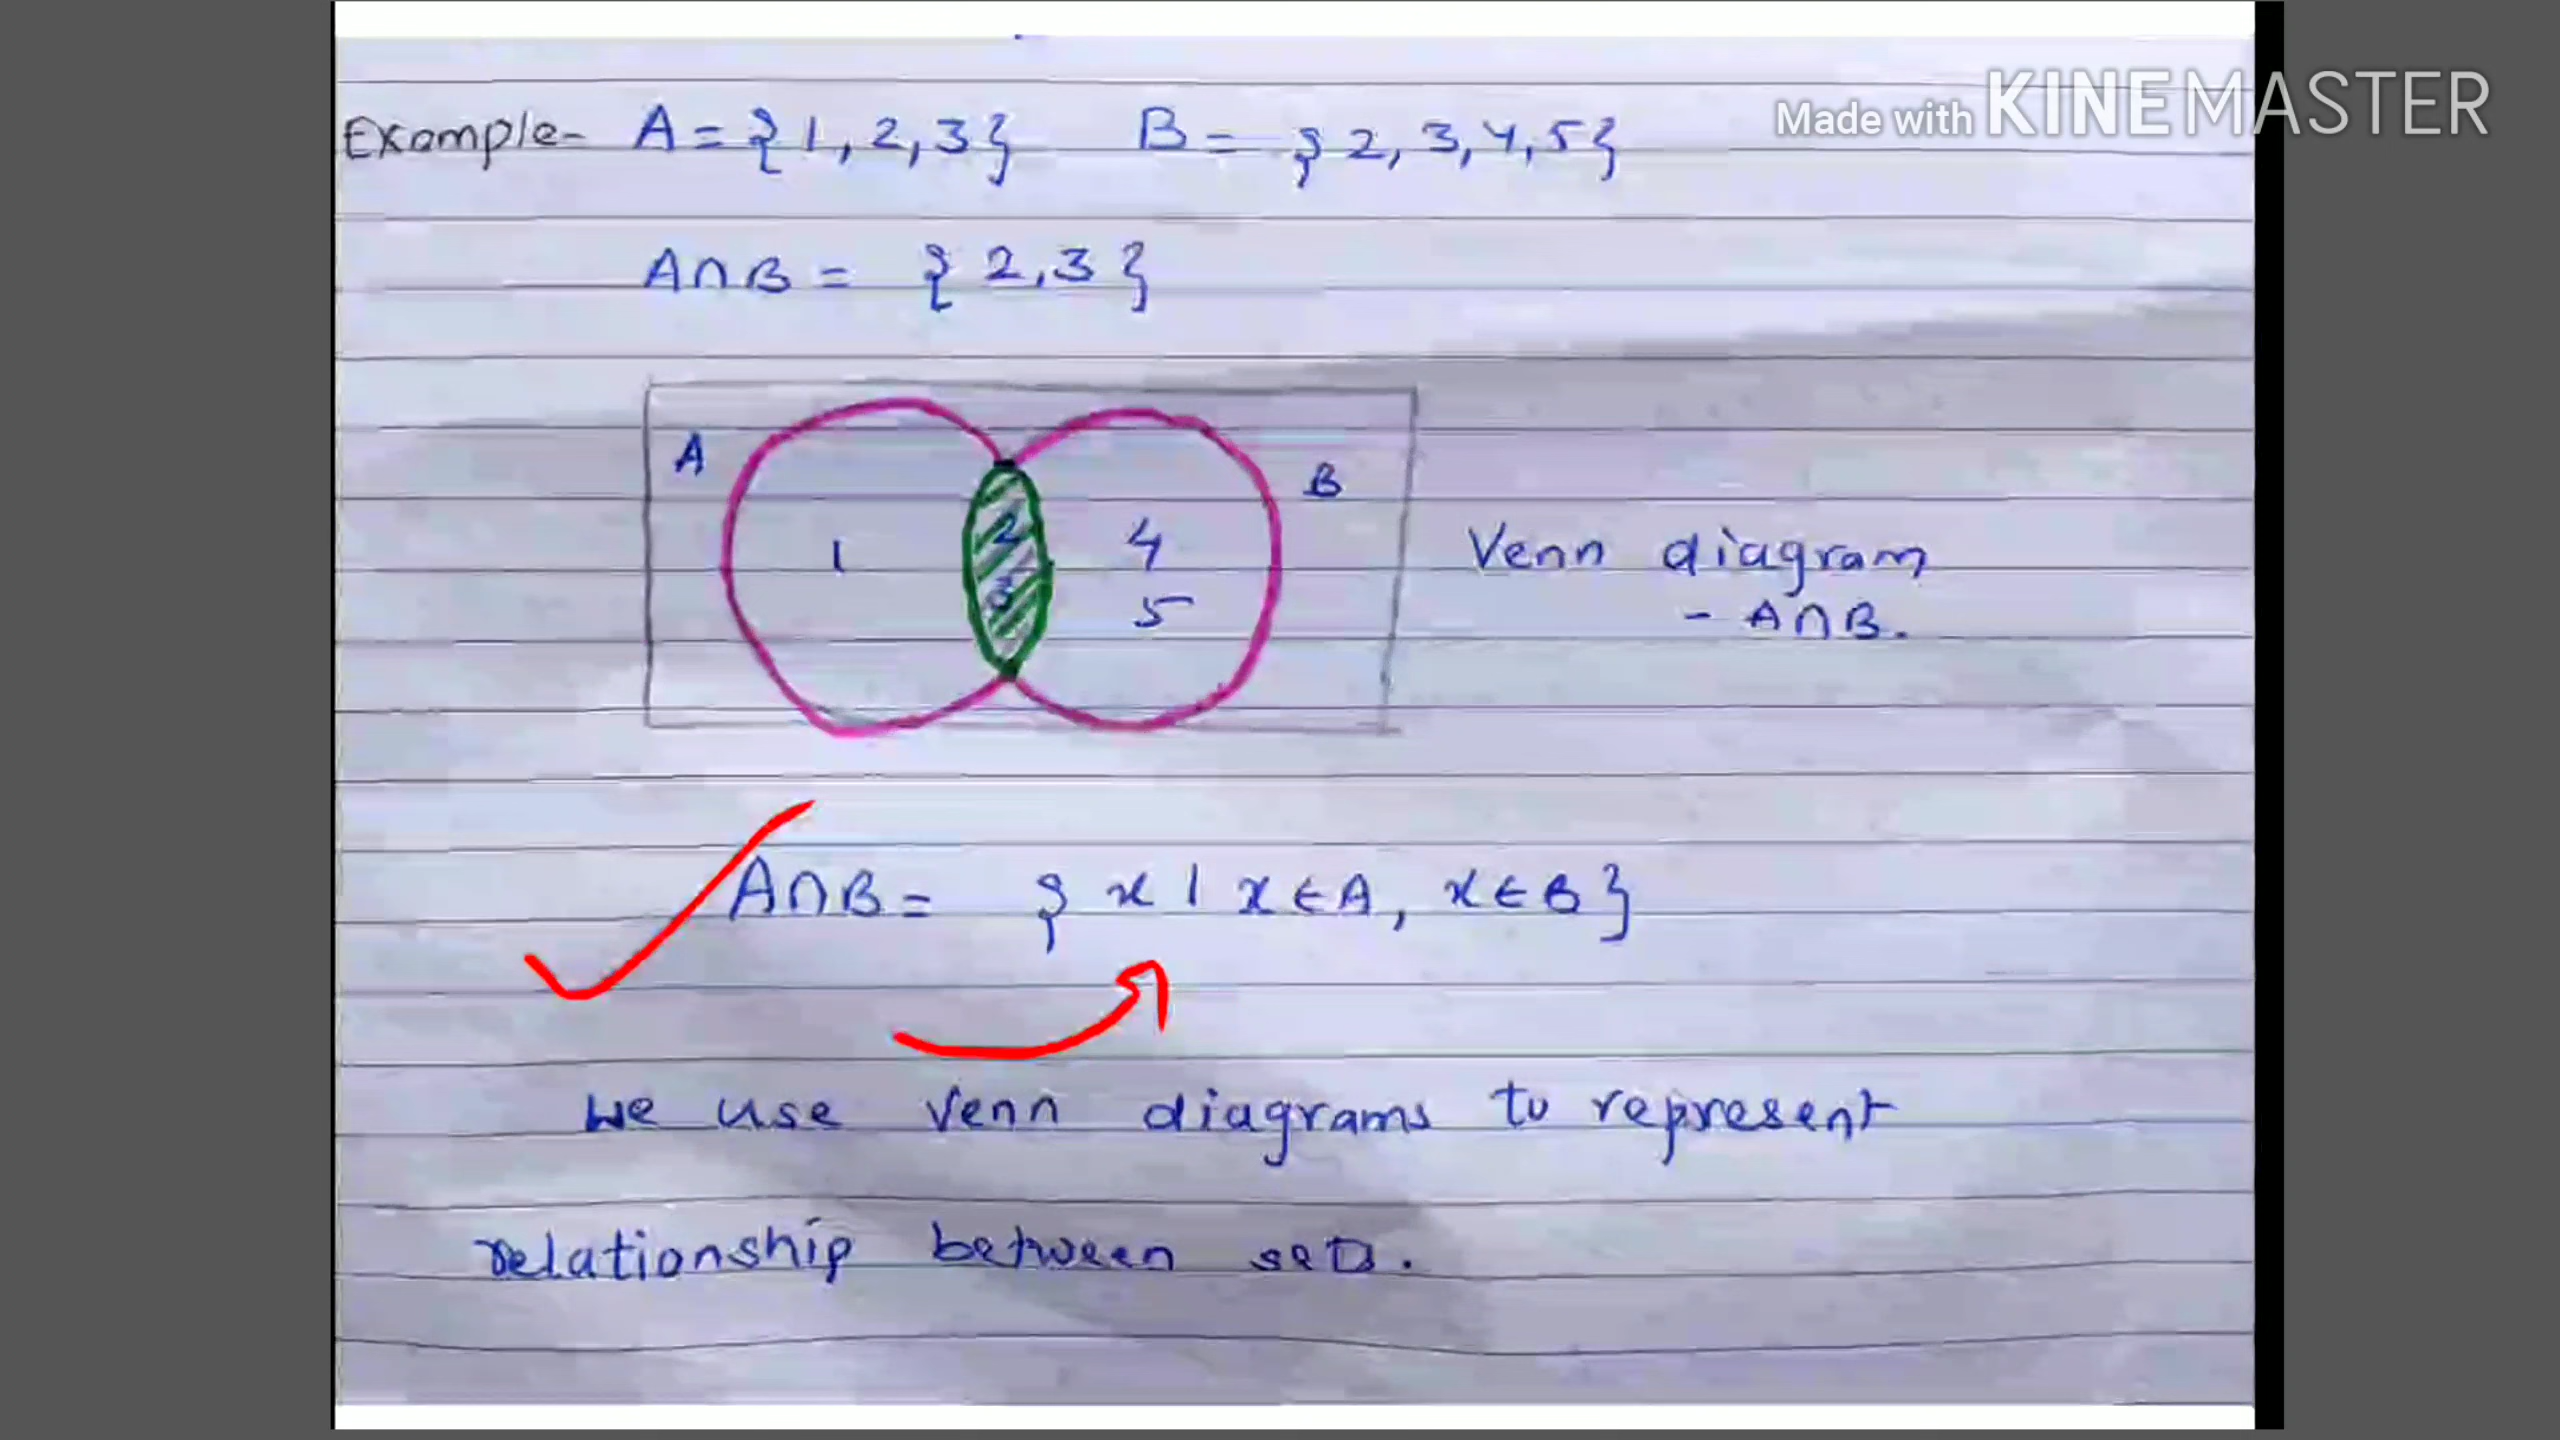 Made with KINEMASTER
Example- A = {1, 2, 3} B = {2, 3, 4, 5}
A∩B = {2, 3}
A
B
1
2
3
4
5
Venn diagram
- A∩B.
A∩B = {x | x∈A, x∈B}
We use Venn diagrams to represent
relationship between sets.